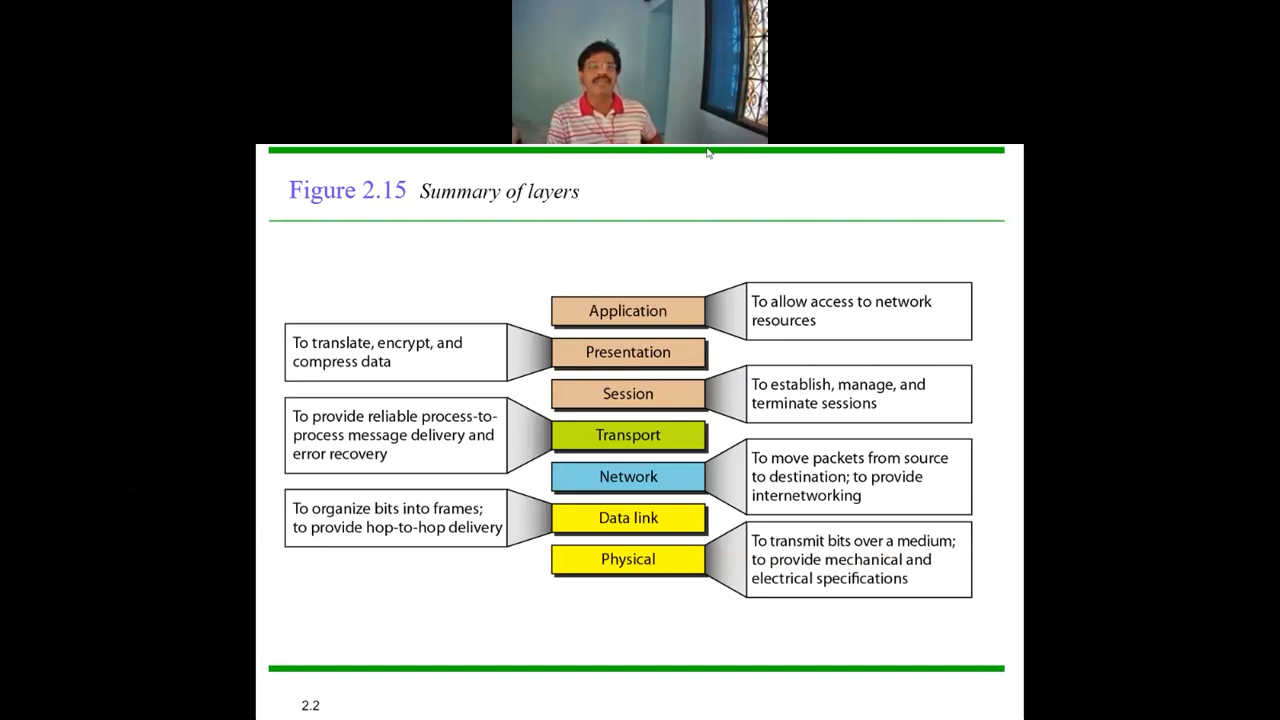 Figure 2.15 Summary of layers
Application
To allow access to network
resources
To translate, encrypt, and
compress data
Presentation
Session
To establish, manage, and
terminate sessions
To provide reliable process-to-
process message delivery and
error recovery
Transport
Network
To move packets from source
to destination; to provide
internetworking
To organize bits into frames;
to provide hop-to-hop delivery
Data link
Physical
To transmit bits over a medium;
to provide mechanical and
electrical specifications
2.2